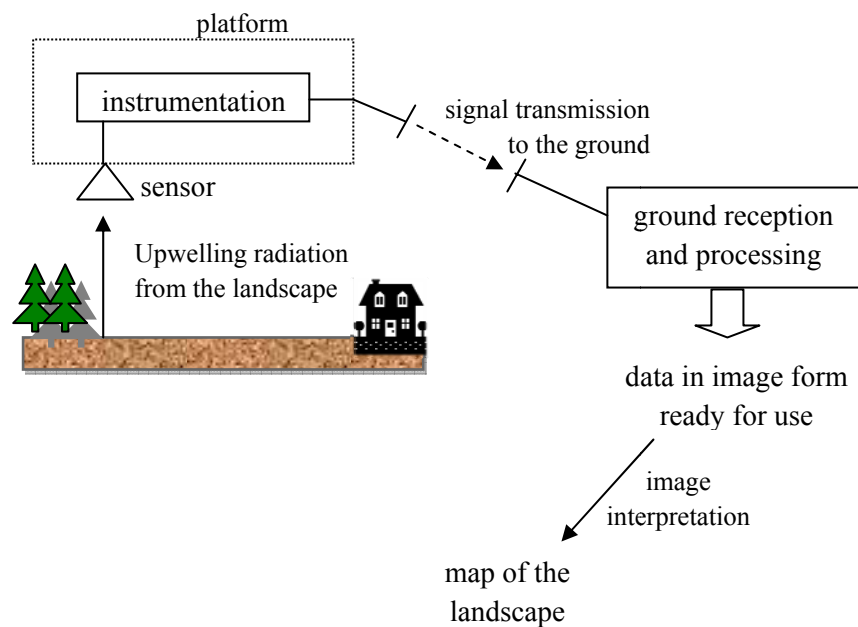 platform
instrumentation
signal transmission
to the ground
sensor
ground reception
and processing
Upwelling radiation
from the landscape
data in image form
ready for use
image
interpretation
map of the
landscape